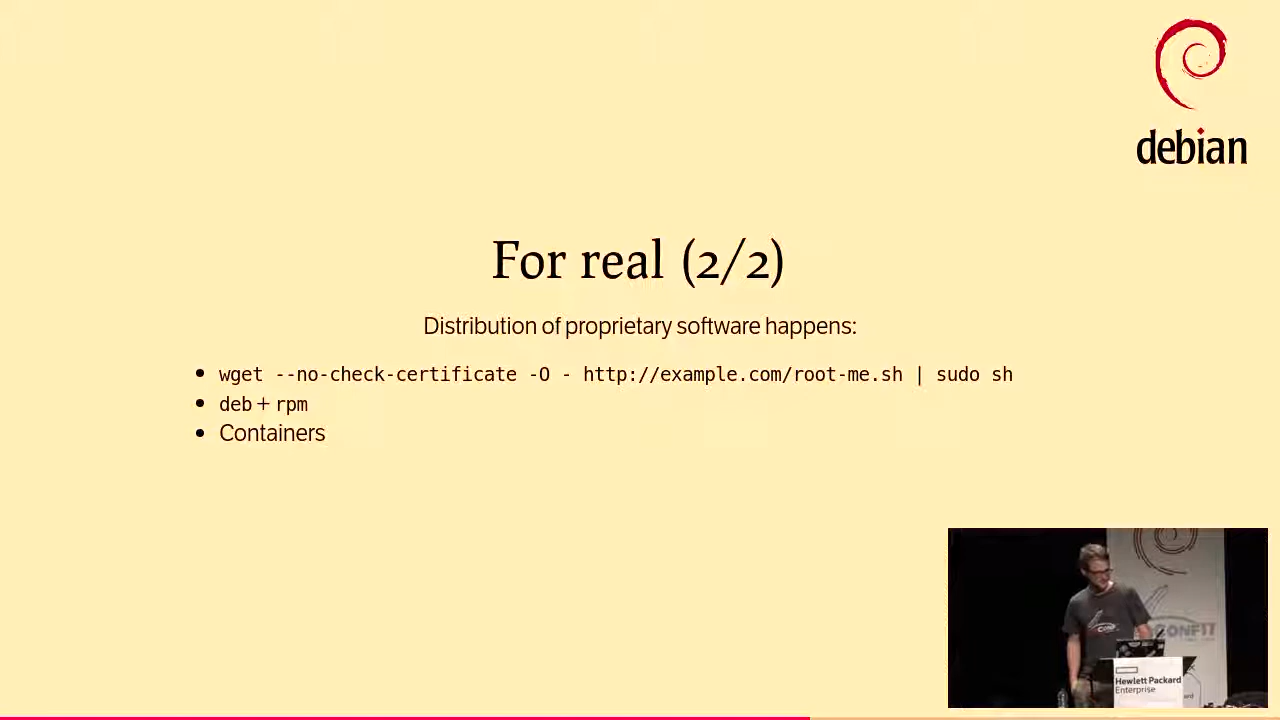 debian
For real (2/2)
Distribution of proprietary software happens:
• wget --no-check-certificate -O - http://example.com/root-me.sh | sudo sh
• deb + rpm
• Containers
CONF17
Hewlett Packard
Enterprise